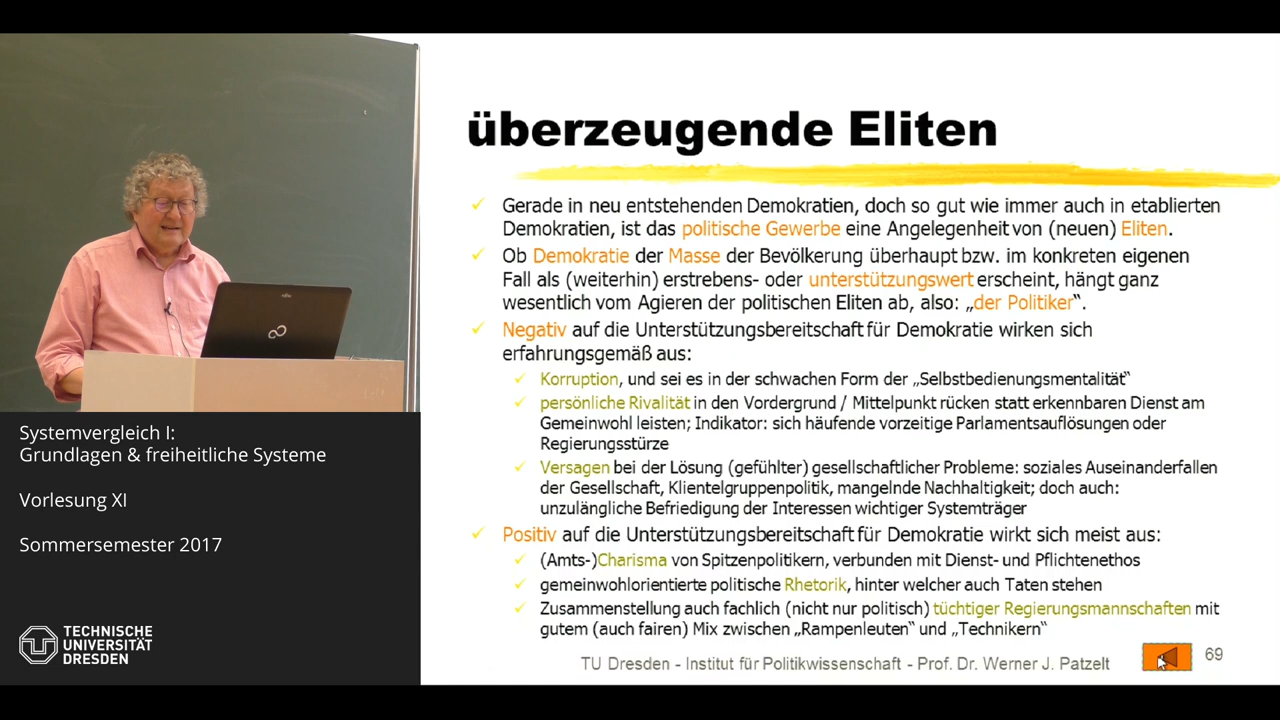 überzeugende Eliten
Gerade in neu entstehenden Demokratien, doch so gut wie immer auch in etablierten
Demokratien, ist das politische Gewerbe eine Angelegenheit von (neuen) Eliten.
Ob Demokratie der Masse der Bevölkerung überhaupt bzw. im konkreten eigenen
Fall als (weiterhin) erstrebens- oder unterstützungswert erscheint, hängt ganz
wesentlich vom Agieren der politischen Eliten ab, also: „der Politiker“.
Negativ auf die Unterstützungsbereitschaft für Demokratie wirken sich
erfahrungsgemäß aus:
Korruption, und sei es in der schwachen Form der „Selbstbedienungsmentalität“
persönliche Rivalität in den Vordergrund / Mittelpunkt rücken statt erkennbaren Dienst am
Gemeinwohl leisten; Indikator: sich häufende vorzeitige Parlamentsauflösungen oder
Regierungsstürze
Versagen bei der Lösung (gefühlter) gesellschaftlicher Probleme: soziales Auseinanderfallen
der Gesellschaft, Klientelgruppenpolitik, mangelnde Nachhaltigkeit; doch auch:
unzulängliche Befriedigung der Interessen wichtiger Systemträger
Positiv auf die Unterstützungsbereitschaft für Demokratie wirkt sich meist aus:
(Amts-)Charisma von Spitzenpolitikern, verbunden mit Dienst- und Pflichtenethos
gemeinwohlorientierte politische Rhetorik, hinter welcher auch Taten stehen
Zusammenstellung auch fachlich (nicht nur politisch) tüchtiger Regierungsmannschaften mit
gutem (auch fairen) Mix zwischen „Rampenleuten“ und „Technikern“
TU Dresden - Institut für Politikwissenschaft - Prof. Dr. Werner J. Patzelt
69
Systemvergleich I:
Grundlagen & freiheitliche Systeme
Vorlesung XI
Sommersemester 2017
TECHNISCHE
UNIVERSITÄT
DRESDEN